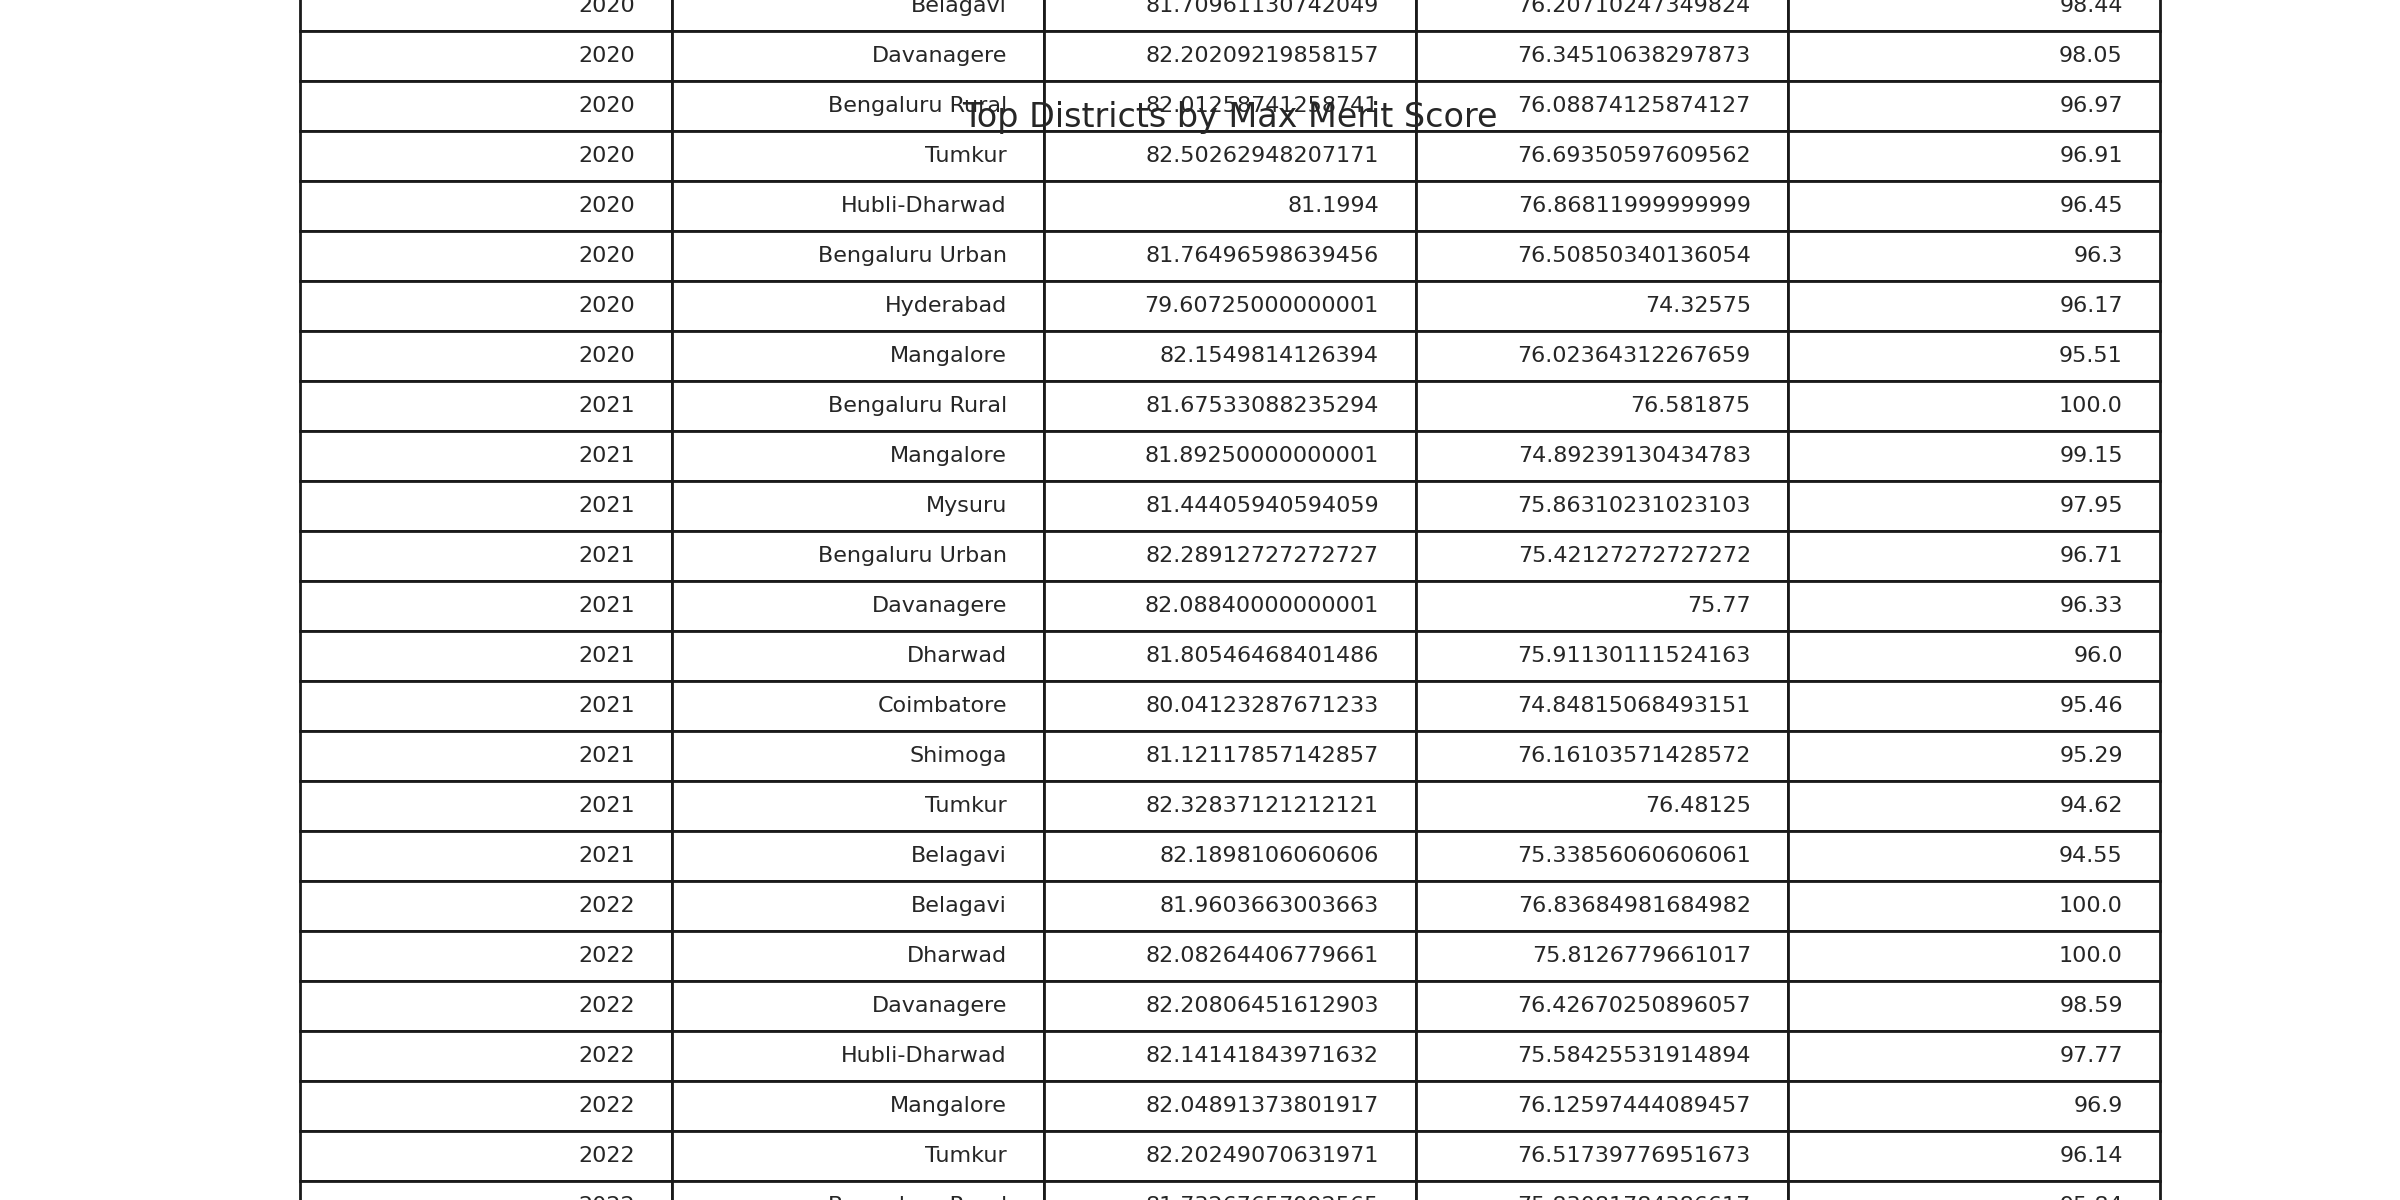 2020 Belagavi 81.70961130742049 76.20710247349824 98.44
2020 Davanagere 82.20209219858157 76.34510638297873 98.05
2020 Bengaluru Rural 82.01258741258741 76.08874125874127 96.97
Top Districts by Max Merit Score
2020 Tumkur 82.50262948207171 76.69350597609562 96.91
2020 Hubli-Dharwad 81.1994 76.86811999999999 96.45
2020 Bengaluru Urban 81.76496598639456 76.50850340136054 96.3
2020 Hyderabad 79.60725000000001 74.32575 96.17
2020 Mangalore 82.1549814126394 76.02364312267659 95.51
2021 Bengaluru Rural 81.67533088235294 76.581875 100.0
2021 Mangalore 81.89250000000001 74.89239130434783 99.15
2021 Mysuru 81.44405940594059 75.86310231023103 97.95
2021 Bengaluru Urban 82.28912727272727 75.42127272727272 96.71
2021 Davanagere 82.08840000000001 75.77 96.33
2021 Dharwad 81.80546468401486 75.91130111524163 96.0
2021 Coimbatore 80.04123287671233 74.84815068493151 95.46
2021 Shimoga 81.12117857142857 76.16103571428572 95.29
2021 Tumkur 82.32837121212121 76.48125 94.62
2021 Belagavi 82.1898106060606 75.33856060606061 94.55
2022 Belagavi 81.9603663003663 76.83684981684982 100.0
2022 Dharwad 82.08264406779661 75.8126779661017 100.0
2022 Davanagere 82.20806451612903 76.42670250896057 98.59
2022 Hubli-Dharwad 82.14141843971632 75.58425531914894 97.77
2022 Mangalore 82.04891373801917 76.12597444089457 96.9
2022 Tumkur 82.20249070631971 76.51739776951673 96.14